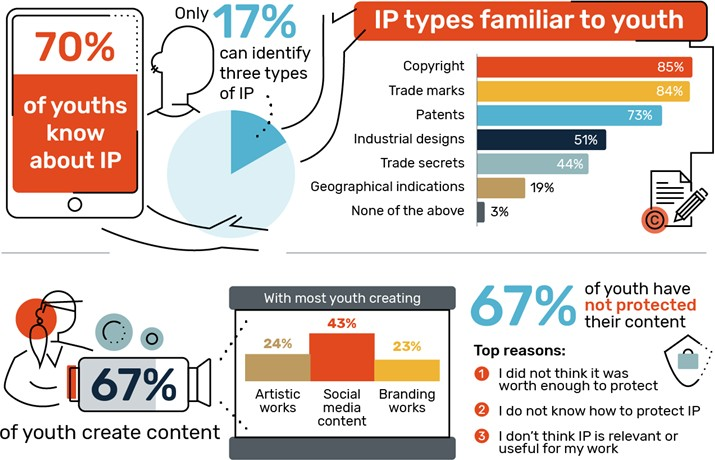 70%
of youths
know
about IP
Only 17%
can identify
three types
of IP
IP types familiar to youth
Copyright 85%
Trade marks 84%
Patents 73%
Industrial designs 51%
Trade secrets 44%
Geographical indications 19%
None of the above 3%
C
67%
of youth create content
With most youth creating
24% 43% 23%
Artistic
works
Social
media
content
Branding
works
67%
of youth have
not protected
their content
Top reasons:
1 I did not think it was
worth enough to protect
2 I do not know how to protect IP
3 I don't think IP is relevant or
useful for my work